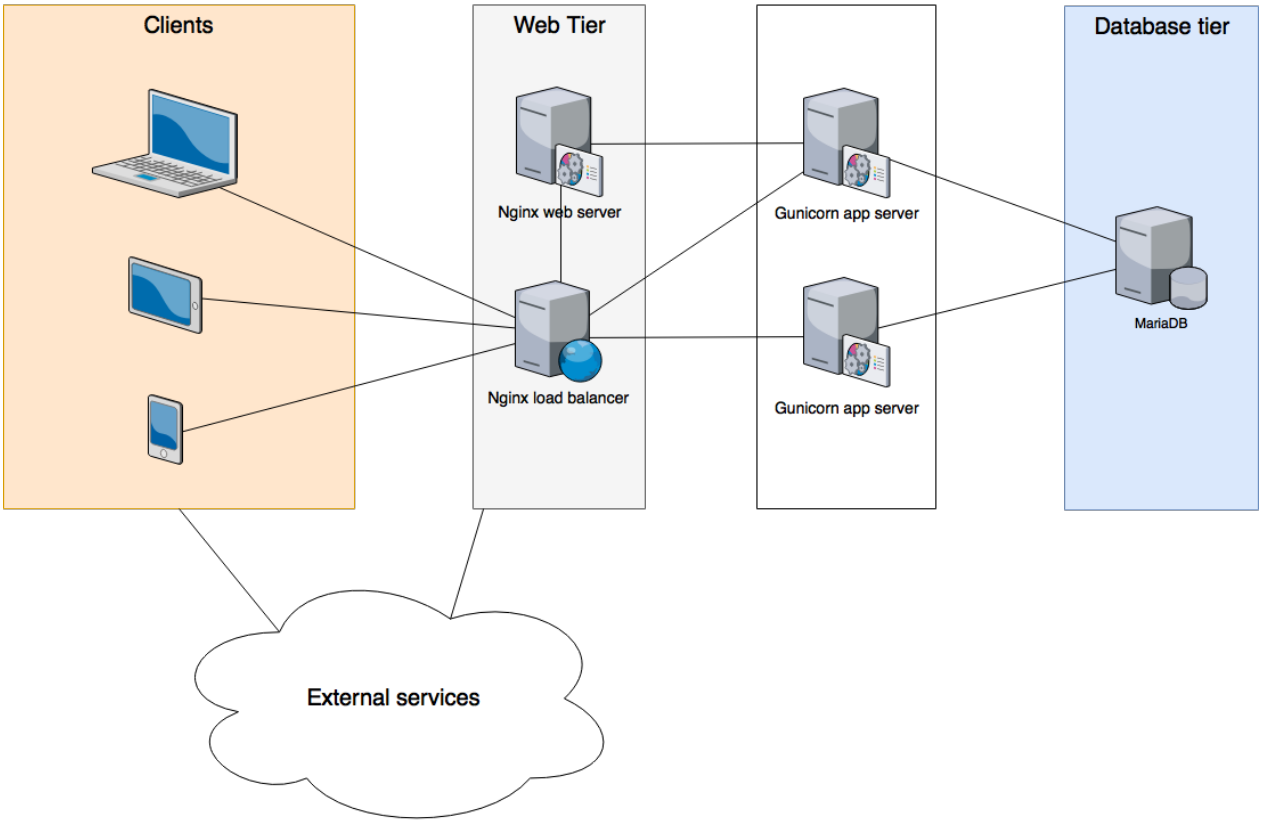 Clients
Web Tier
Database tier
Nginx web server
Gunicorn app server
MariaDB
Nginx load balancer
Gunicorn app server
External services